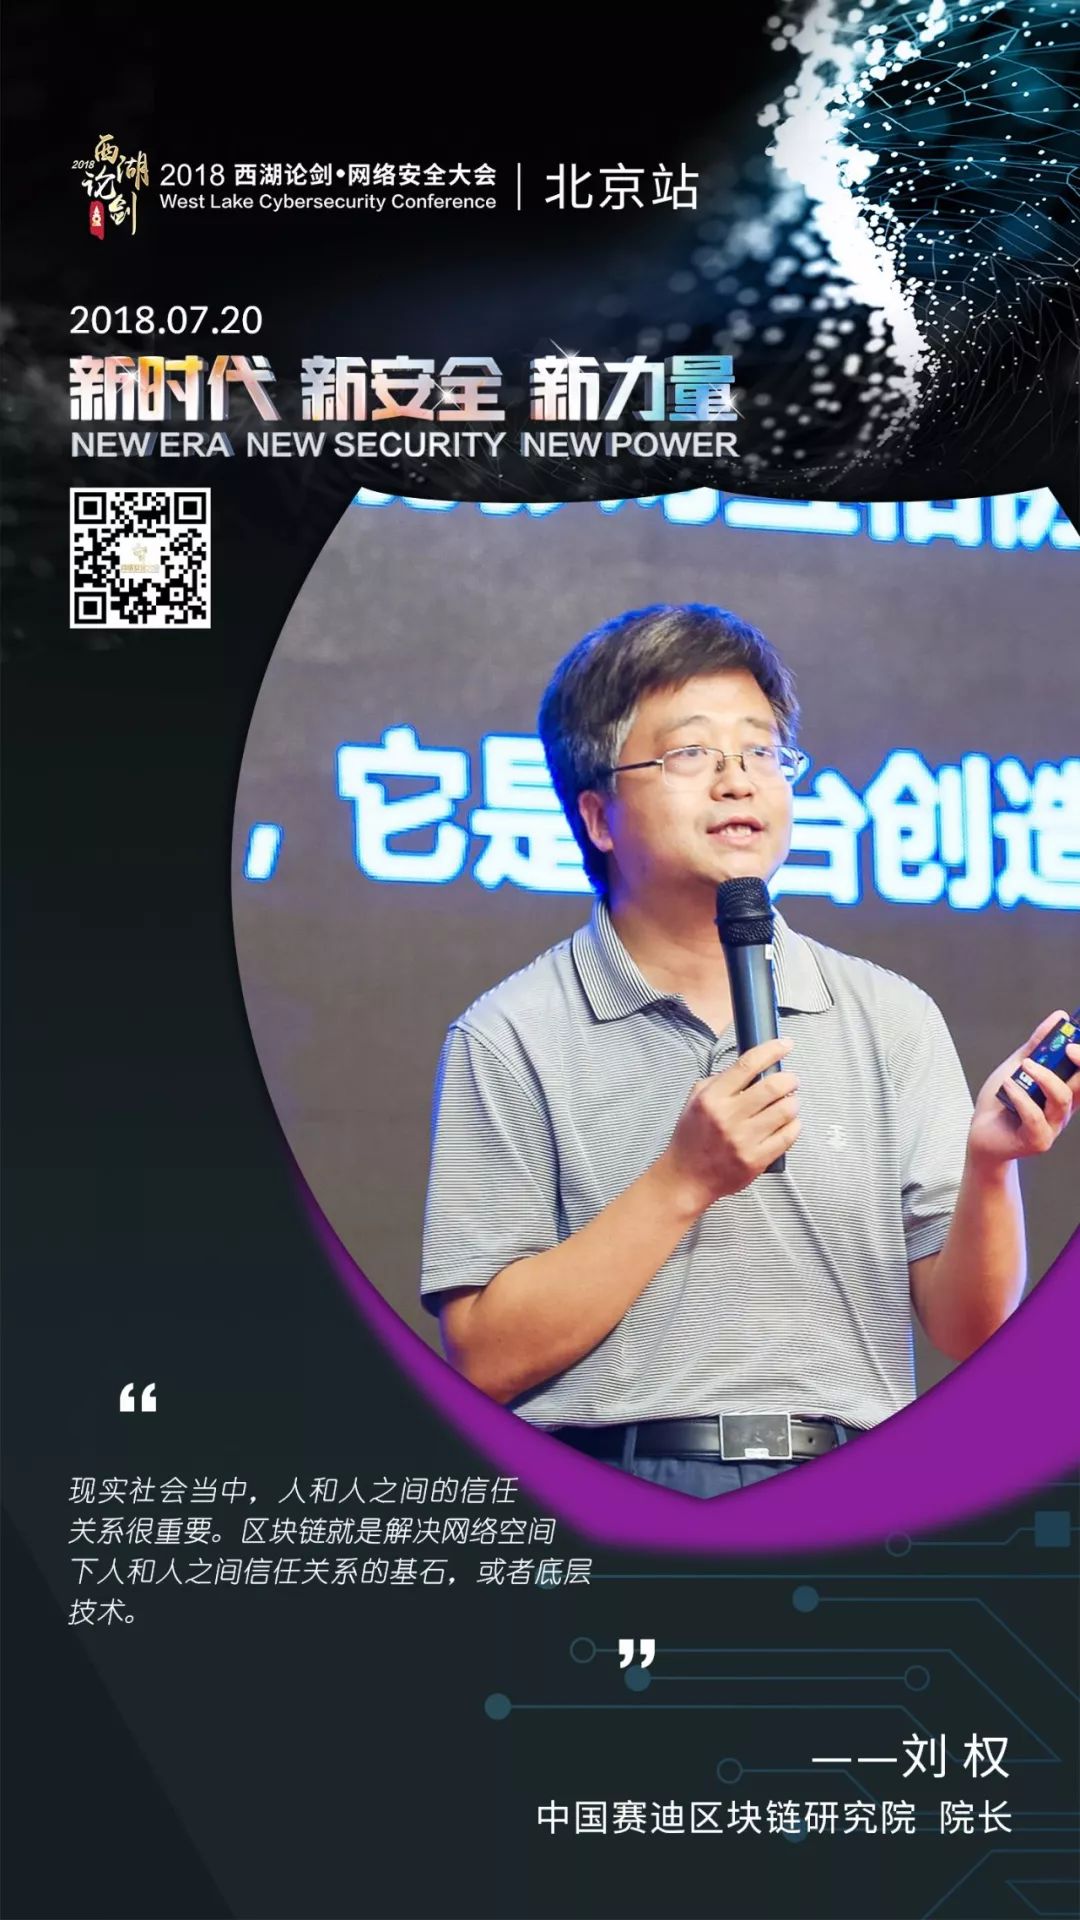 2018
西湖
论剑
2018 西湖论剑•网络安全大会
West Lake Cybersecurity Conference
北京站
2018.07.20
新时代 新安全 新力量
NEW ERA NEW SECURITY NEW POWER
，它是 台创造
“
现实社会当中，人和人之间的信任
关系很重要。区块链就是解决网络空间
下人和人之间信任关系的基石，或者底层
技术。
”
——刘 权
中国赛迪区块链研究院 院长